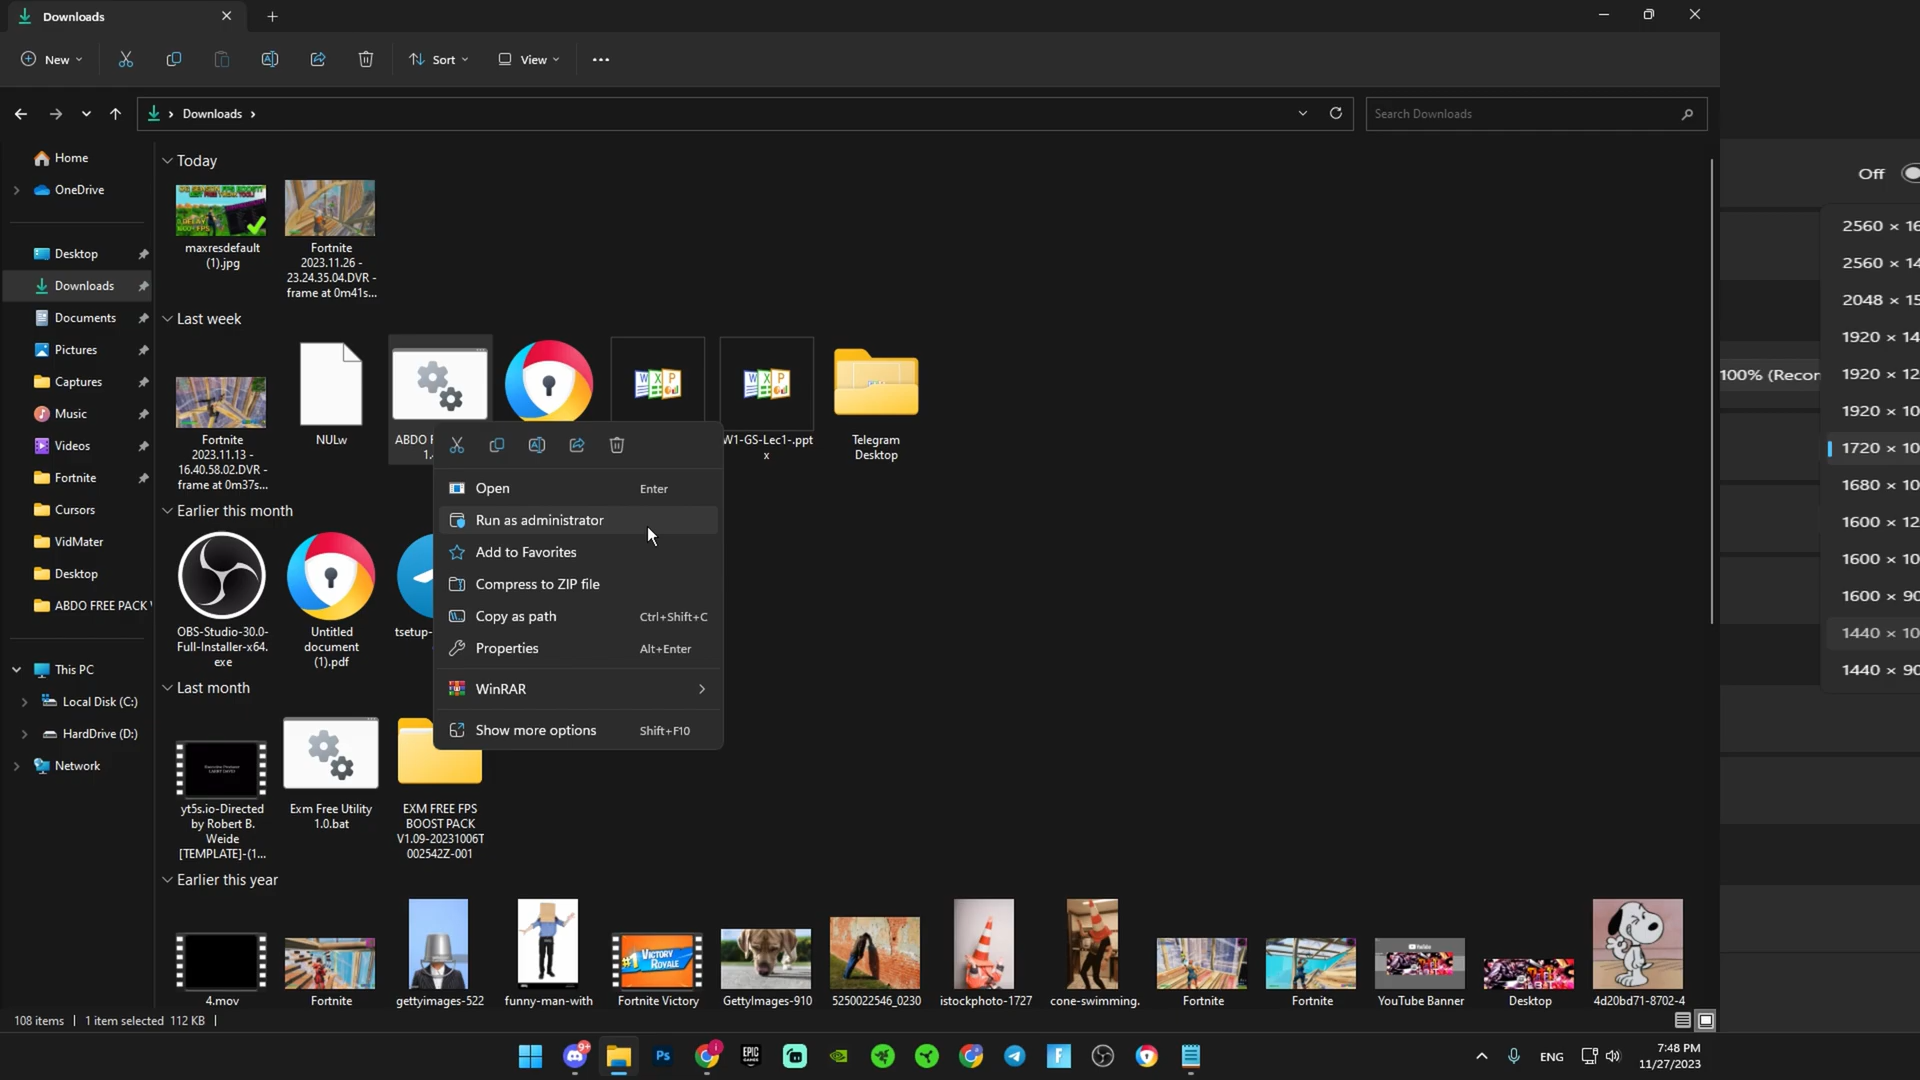 Downloads
New
Sort
View
Downloads
Search Downloads
Home
OneDrive
Desktop
Downloads
Documents
Pictures
Captures
Music
Videos
Fortnite
Cursors
VidMater
Desktop
ABDO FREE PACK
This PC
Local Disk (C:)
HardDrive (D:)
Network
Today
maxresdefault
(1).jpg
Fortnite
2023.11.26 -
23.24.35.04.DVR -
frame at 0m41s...
Last week
Fortnite
2023.11.13 -
16.40.58.02.DVR -
frame at 0m37s...
NULw
ABDO F
W1-GS-Lec1-.ppt
x
Telegram
Desktop
Open Enter
Run as administrator
Add to Favorites
Compress to ZIP file
Copy as path Ctrl+Shift+C
Properties Alt+Enter
WinRAR
Show more options Shift+F10
Earlier this month
OBS-Studio-30.0-
Full-Installer-x64.
exe
Untitled
document
(1).pdf
tsetup-
Last month
yt5s.io-Directed
by Robert B.
Weide
[TEMPLATE]-(1...
Exm Free Utility
1.0.bat
EXM FREE FPS
BOOST PACK
V1.09-20231006T
002542Z-001
Earlier this year
#1 VICTORY
ROYALE
4.mov
Fortnite
gettyimages-522
funny-man-with
Fortnite Victory
GettyImages-910
5250022546_0230
istockphoto-1727
cone-swimming.
Fortnite
Fortnite
YouTube Banner
Desktop
4d20bd71-8702-4
108 items
1 item selected 112 KB
Off
100% (Recor
2560 × 16
2560 × 14
2048 × 15
1920 × 14
1920 × 12
1920 × 10
1720 × 10
1680 × 10
1600 × 12
1600 × 10
1600 × 90
1440 × 10
1440 × 90
9+
Ps
EPIC
GAMES
ENG
7:48 PM
11/27/2023